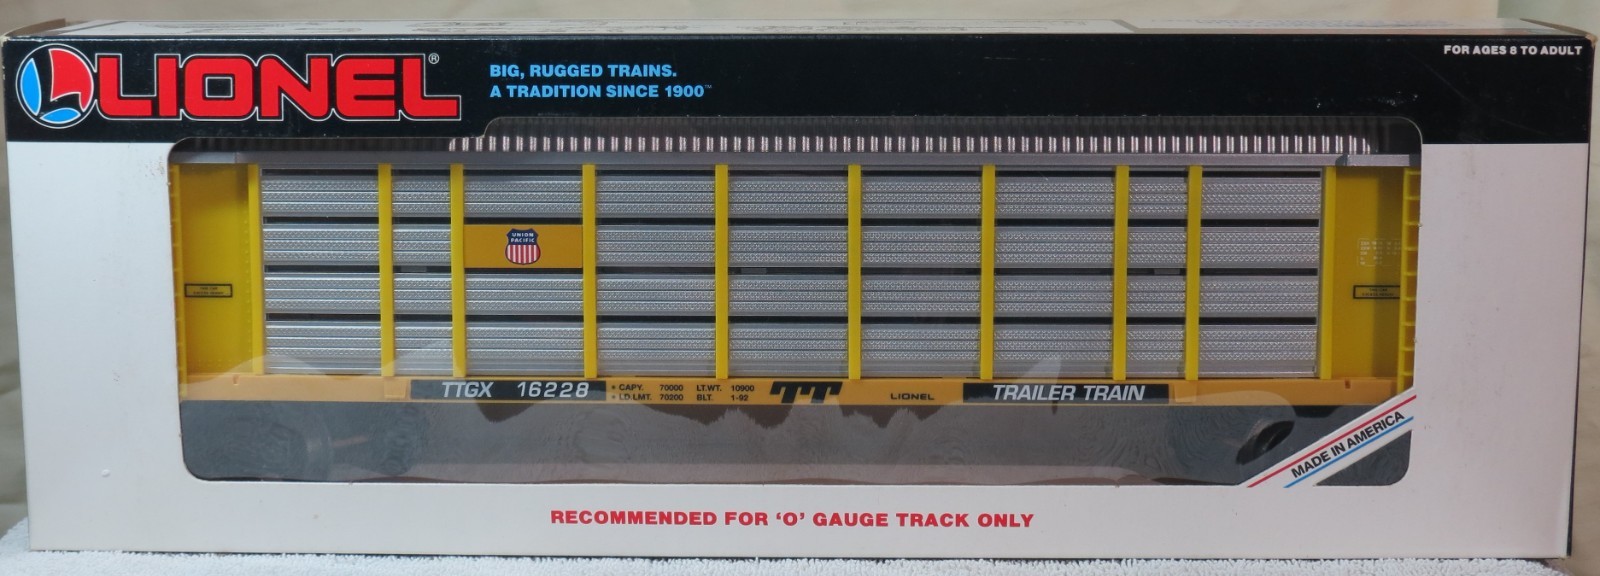 LIONEL®
BIG, RUGGED TRAINS.
A TRADITION SINCE 1900™
FOR AGES 8 TO ADULT
UNION
PACIFIC
TTGX 16228
• CAPY. 70000 LT.WT. 10900
• LD.LMT. 70200 BLT. 1-92
TT
LIONEL
TRAILER TRAIN
MADE IN AMERICA
RECOMMENDED FOR ‘O’ GAUGE TRACK ONLY